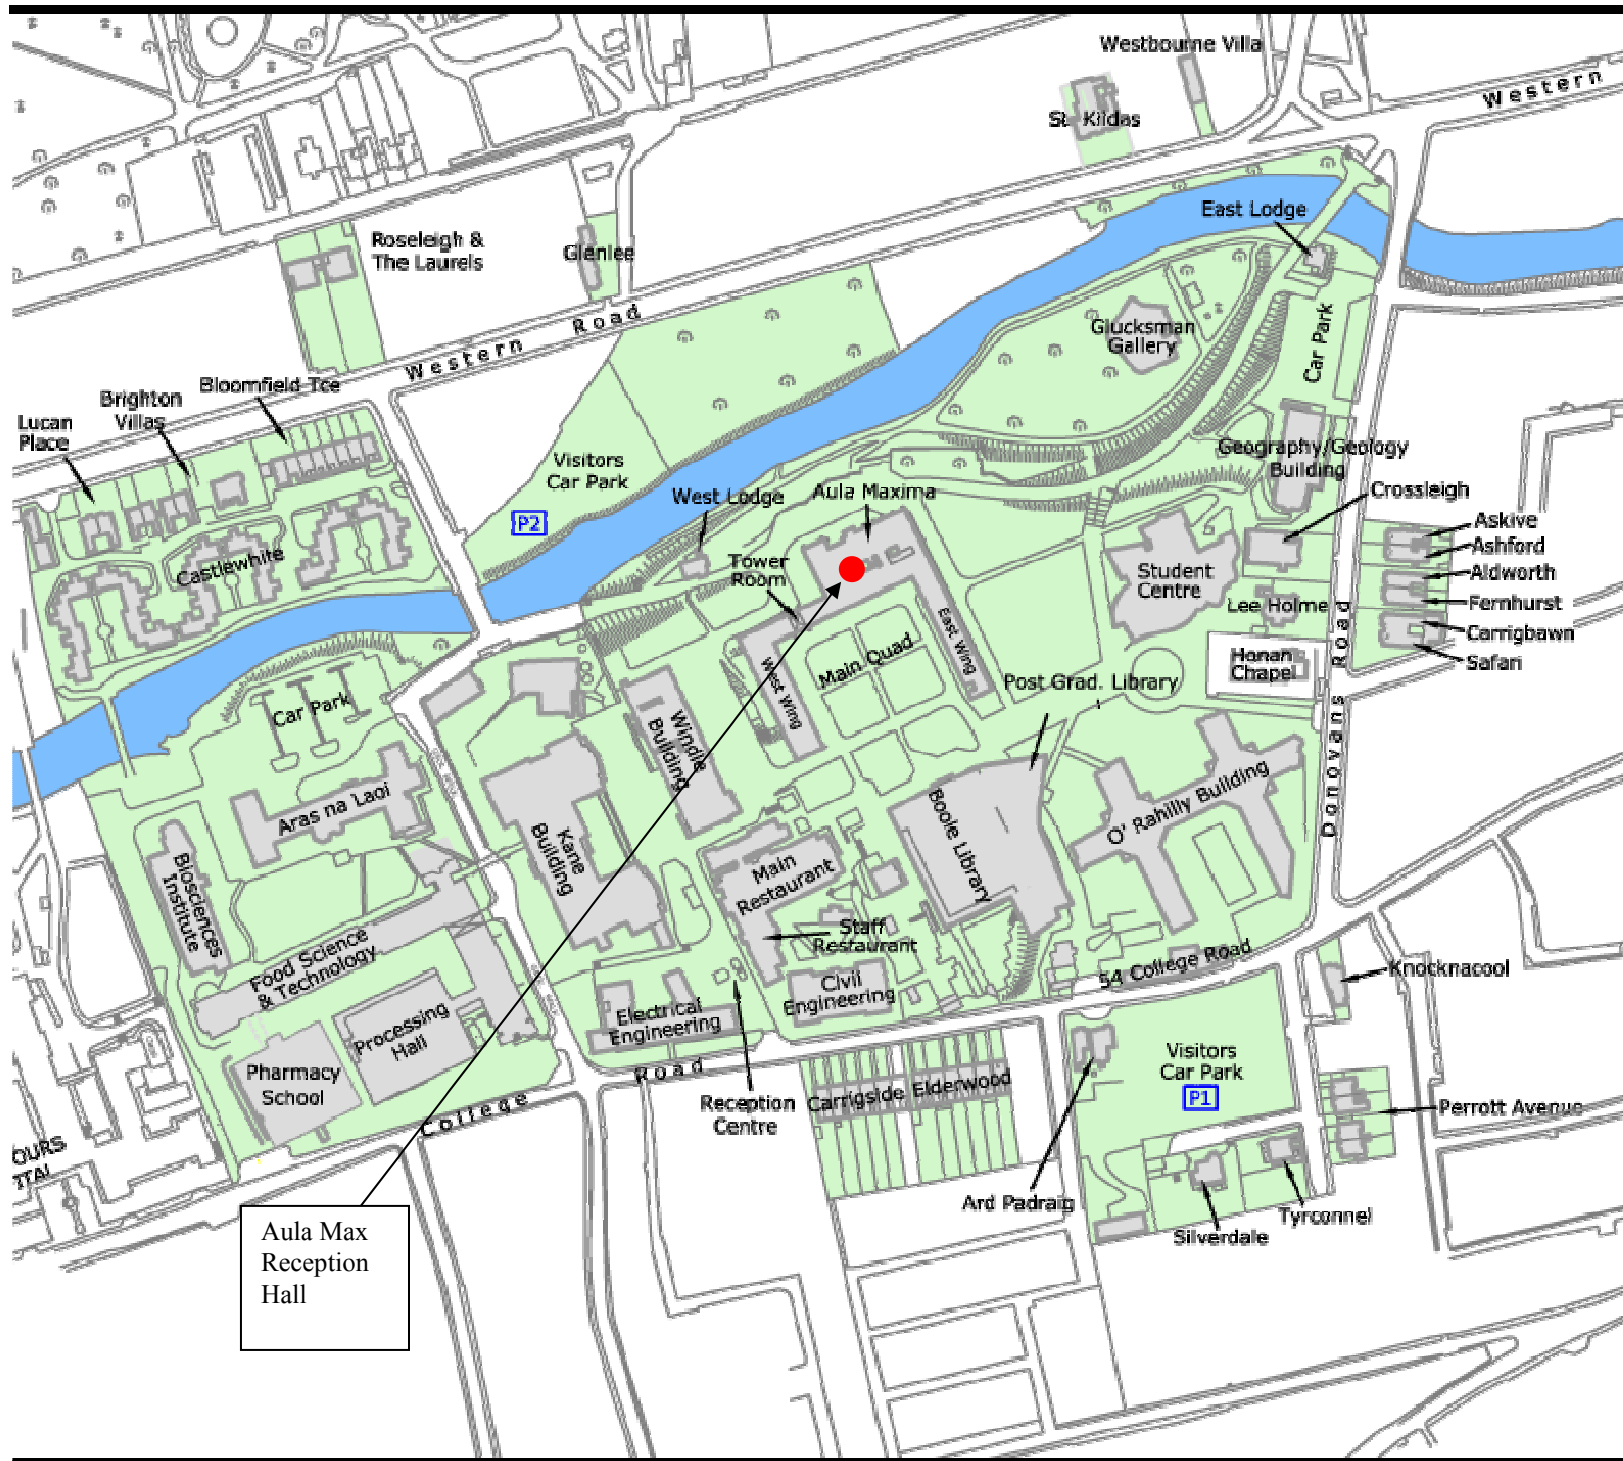 Westbourne Villa
Western
St. Kildas
East Lodge
Roseleigh &
The Laurels
Glenlee
Western Road
Glucksman
Gallery
Car Park
Bloomfield Tce
Brighton
Villas
Lucan
Place
Geography/Geology
Building
Visitors
Car Park
P2
West Lodge
Aula Maxima
Crossleigh
Askive
Ashford
Aldworth
Fernhurst
Carrigbawn
Safari
Castlewhite
Tower
Room
Student
Centre
Lee Holme
East Wing
Main Quad
West Wing
Honan
Chapel
Post Grad. Library
Donovans Road
Car Park
Windle
Building
Aras na Laoi
Kane
Building
Boole Library
O' Rahilly Building
Biosciences
Institute
Main
Restaurant
Staff
Restaurant
Food Science
& Technology
54 College Road
Knocknacool
Civil
Engineering
Electrical
Engineering
Processing
Hall
Pharmacy
School
College Road
Reception
Centre
Carrigside
Elderwood
Visitors
Car Park
P1
Perrott Avenue
OURS
TTAL
Ard Padraig
Silverdale
Tyrconnel
Aula Max
Reception
Hall